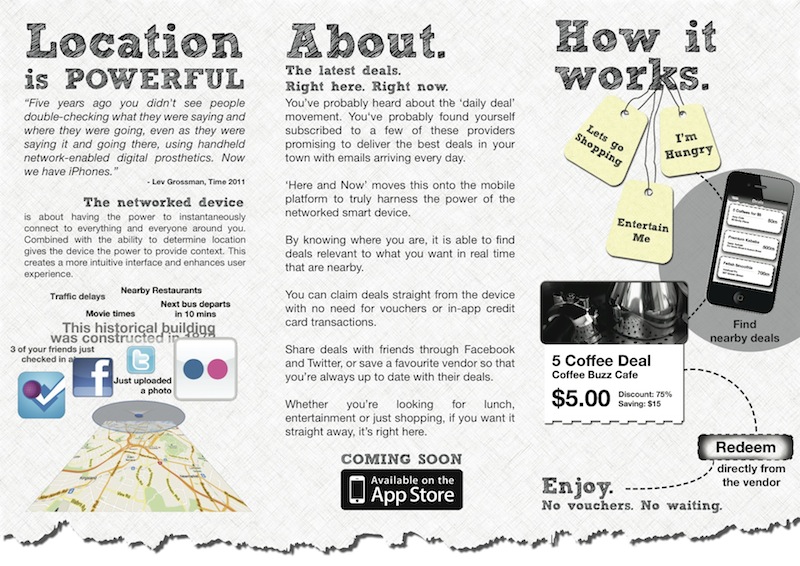 Location
is POWERFUL
“Five years ago you didn't see people
double-checking what they were saying and
where they were going, even as they were
saying it and going there, using handheld
network-enabled digital prosthetics. Now
we have iPhones.”
- Lev Grossman, Time 2011
The networked device
is about having the power to instantaneously
connect to everything and everyone around you.
Combined with the ability to determine location
gives the device the power to provide context. This
creates a more intuitive interface and enhances user
experience.
Nearby Restaurants
Traffic delays
Next bus departs
in 10 mins
Movie times
This historical building
was constructed in
3 of your friends just
checked in
Just uploaded
a photo
About.
The latest deals.
Right here. Right now.
You've probably heard about the ‘daily deal’
movement. You've probably found yourself
subscribed to a few of these providers
promising to deliver the best deals in your
town with emails arriving every day.
‘Here and Now’ moves this onto the mobile
platform to truly harness the power of the
networked smart device.
By knowing where you are, it is able to find
deals relevant to what you want in real time
that are nearby.
You can claim deals straight from the device
with no need for vouchers or in-app credit
card transactions.
Share deals with friends through Facebook
and Twitter, or save a favourite vendor so that
you're always up to date with their deals.
Whether you're looking for lunch,
entertainment or just shopping, if you want it
straight away, it's right here.
COMING SOON
Available on the
App Store
How it
works.
Lets go
Shopping
I'm
Hungry
Entertain
Me
5 Coffees for $5
50m
500m
700m
Find
nearby deals
5 Coffee Deal
Coffee Buzz Cafe
$5.00
Discount: 75%
Saving: $15
Redeem
directly from
the vendor
Enjoy.
No vouchers. No waiting.